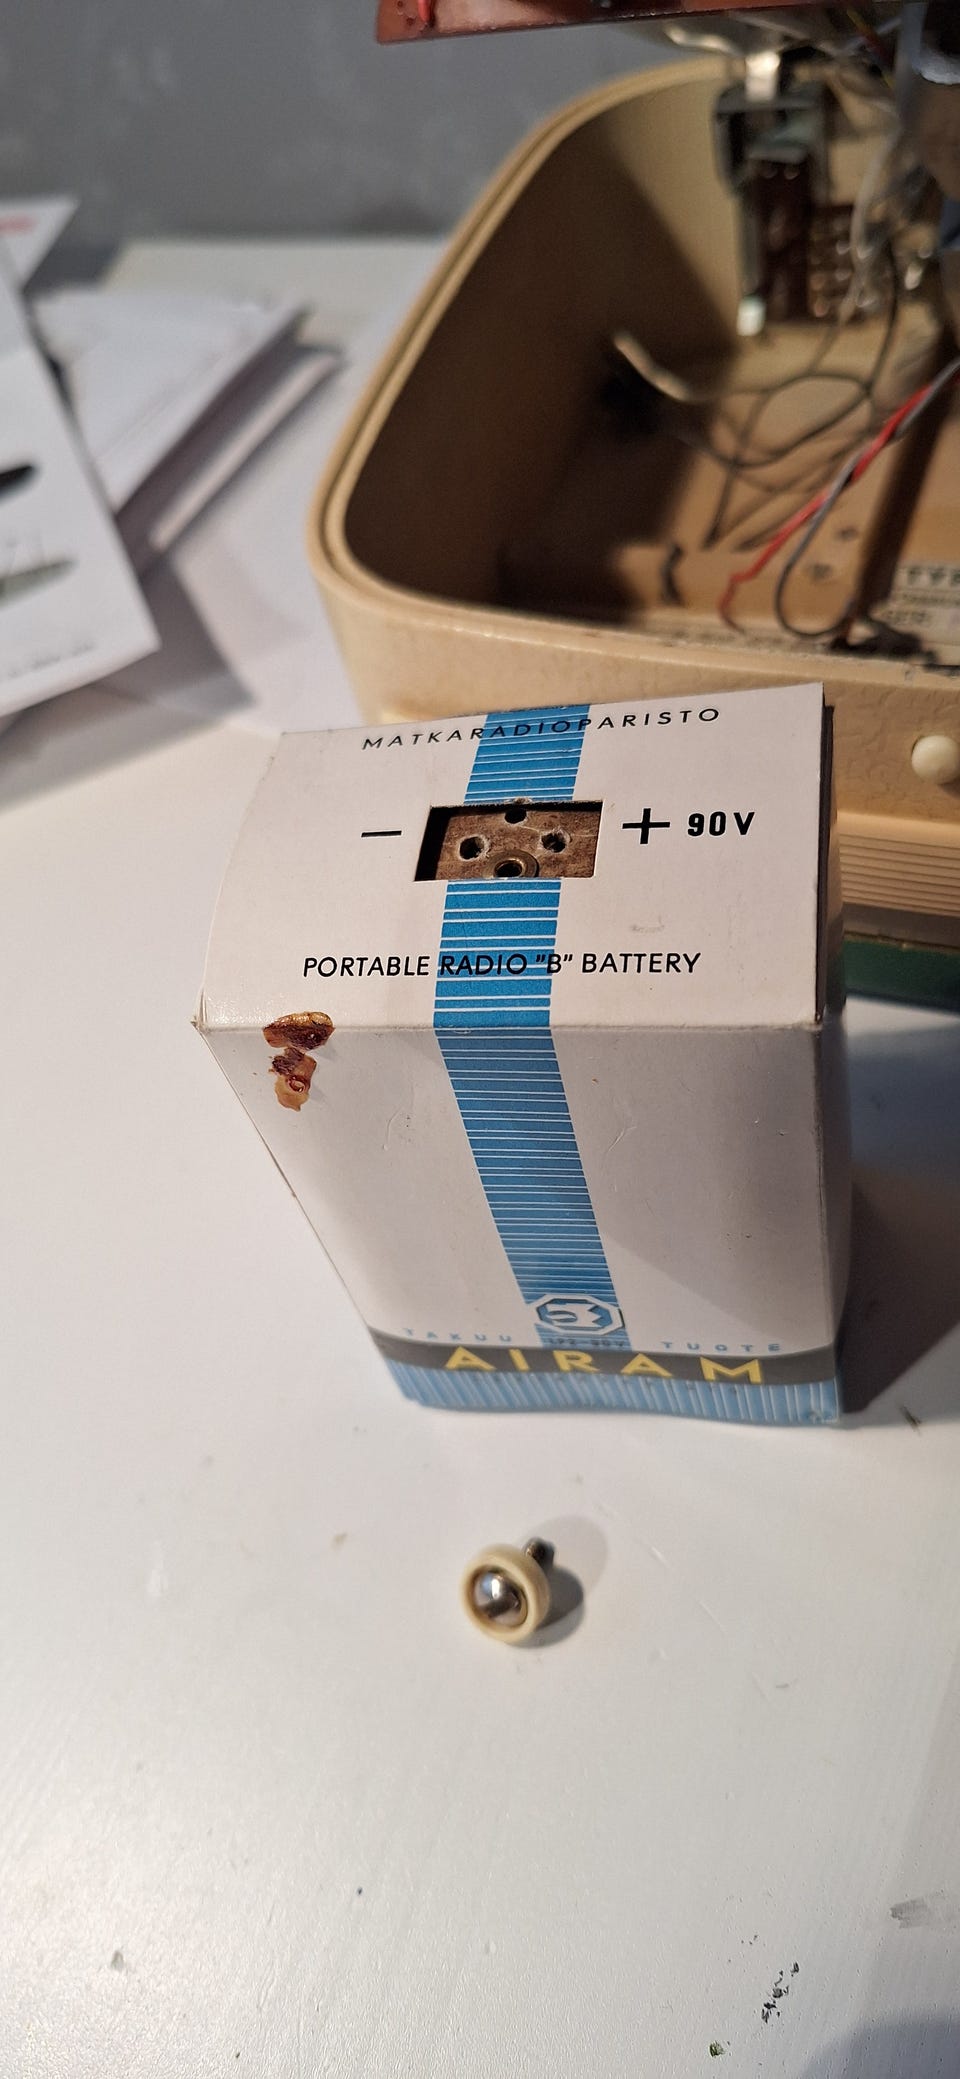 MATKARADIOPARISTO
− + 90V
PORTABLE RADIO "B" BATTERY
TAKUU TUOTE
AIRAM